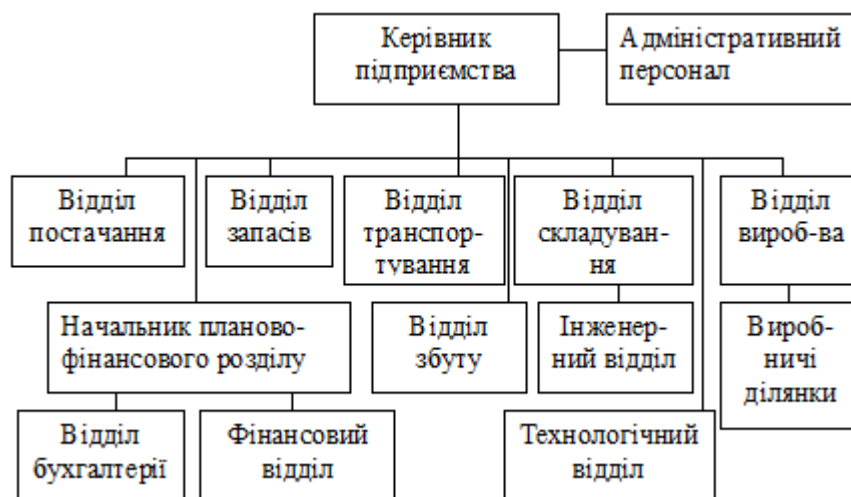 Керівник
підприємства
Адміністративний
персонал
Відділ
постачання
Відділ
запасів
Відділ
транспор-
тування
Відділ
складуван-
ня
Відділ
вироб-ва
Начальник планово-
фінансового розділу
Відділ
збуту
Інженер-
ний відділ
Вироб-
ничі
ділянки
Відділ
бухгалтерії
Фінансовий
відділ
Технологічний
відділ